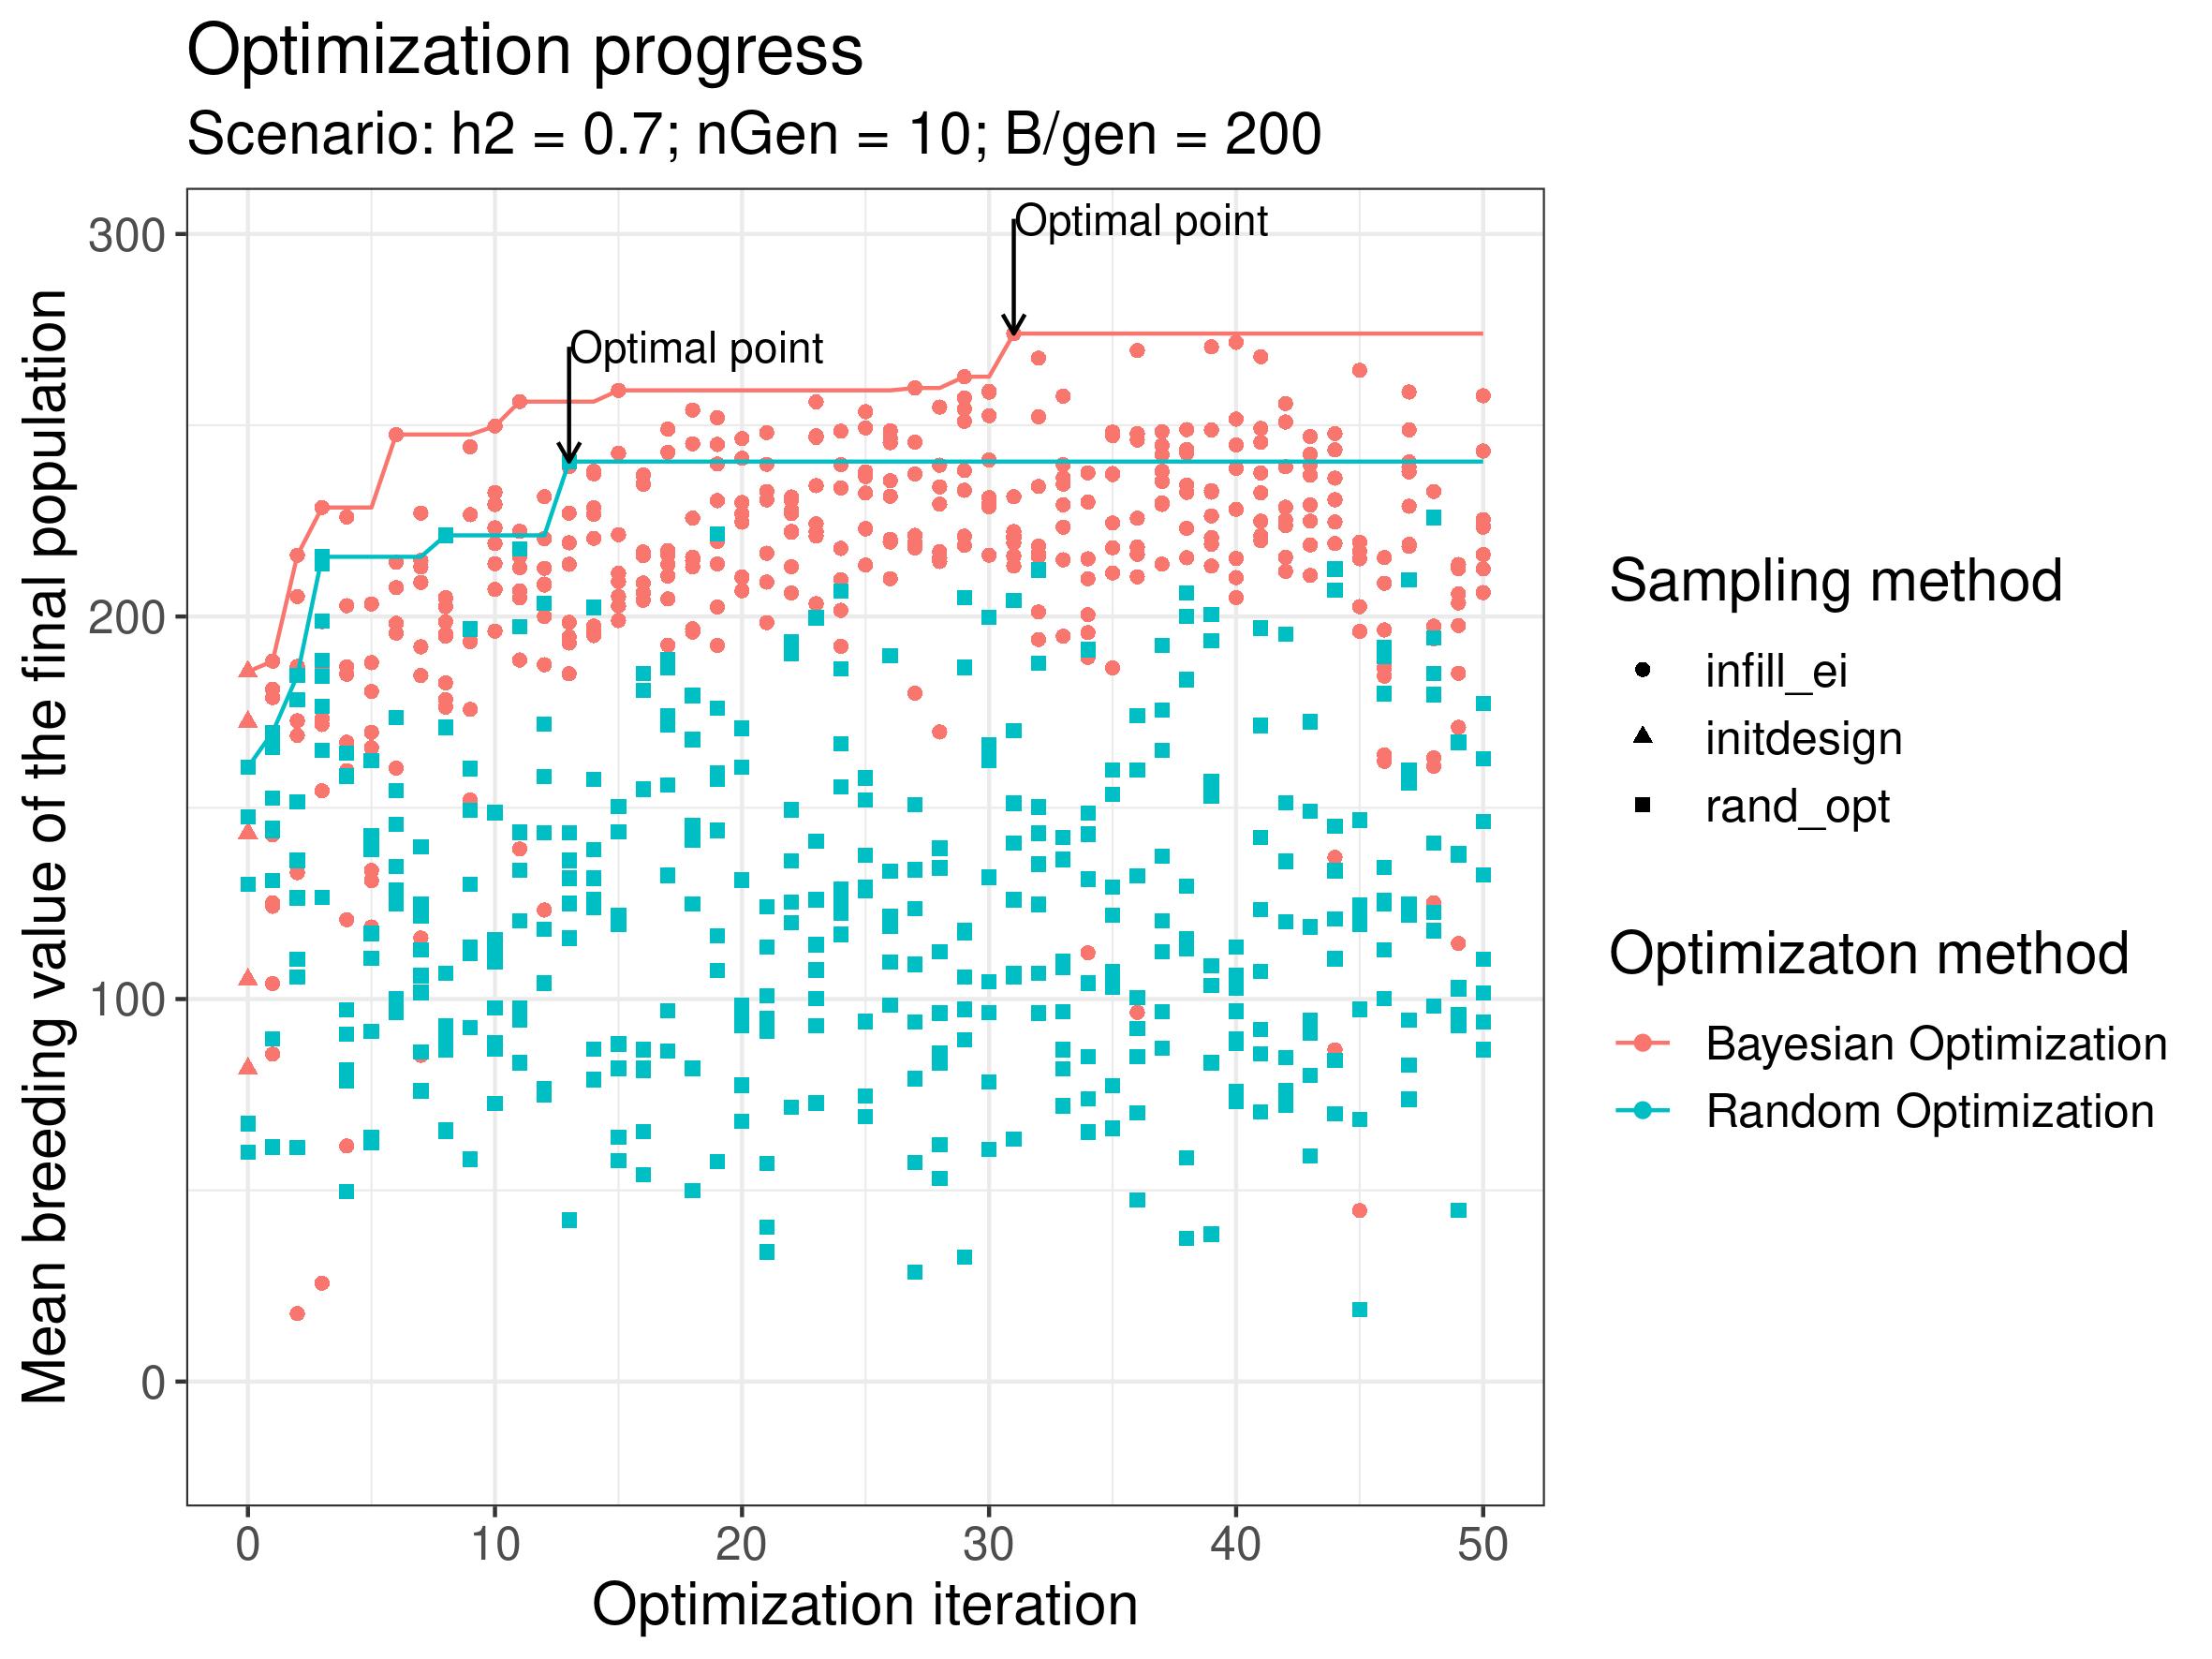 Optimization progress
Scenario: h2 = 0.7; nGen = 10; B/gen = 200
Mean breeding value of the final population
300
200
100
0
Optimal point
Optimal point
0 10 20 30 40 50
Optimization iteration
Sampling method
infill_ei
initdesign
rand_opt
Optimizaton method
Bayesian Optimization
Random Optimization